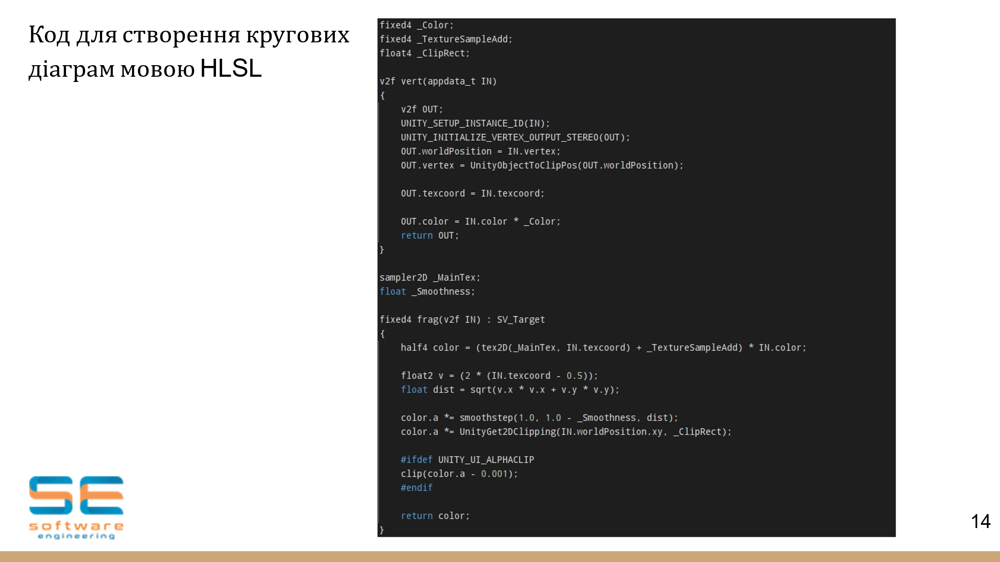 Код для створення кругових
діаграм мовою HLSL
fixed4 _Color;
fixed4 _TextureSampleAdd;
float4 _ClipRect;
v2f vert(appdata_t IN)
{
v2f OUT;
UNITY_SETUP_INSTANCE_ID(IN);
UNITY_INITIALIZE_VERTEX_OUTPUT_STEREO(OUT);
OUT.worldPosition = IN.vertex;
OUT.vertex = UnityObjectToClipPos(OUT.worldPosition);
OUT.texcoord = IN.texcoord;
OUT.color = IN.color * _Color;
return OUT;
}
sampler2D _MainTex;
float _Smoothness;
fixed4 frag(v2f IN) : SV_Target
{
half4 color = (tex2D(_MainTex, IN.texcoord) + _TextureSampleAdd) * IN.color;
float2 v = (2 * (IN.texcoord - 0.5));
float dist = sqrt(v.x * v.x + v.y * v.y);
color.a *= smoothstep(1.0, 1.0 - _Smoothness, dist);
color.a *= UnityGet2DClipping(IN.worldPosition.xy, _ClipRect);
#ifdef UNITY_UI_ALPHACLIP
clip(color.a - 0.001);
#endif
return color;
}
SE
software
engineering
14